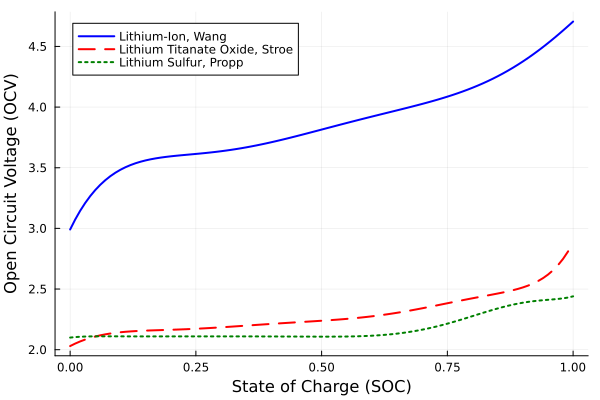 Lithium-Ion, Wang
Lithium Titanate Oxide, Stroe
Lithium Sulfur, Propp
Open Circuit Voltage (OCV)
4.5
4.0
3.5
3.0
2.5
2.0
0.00 0.25 0.50 0.75 1.00
State of Charge (SOC)